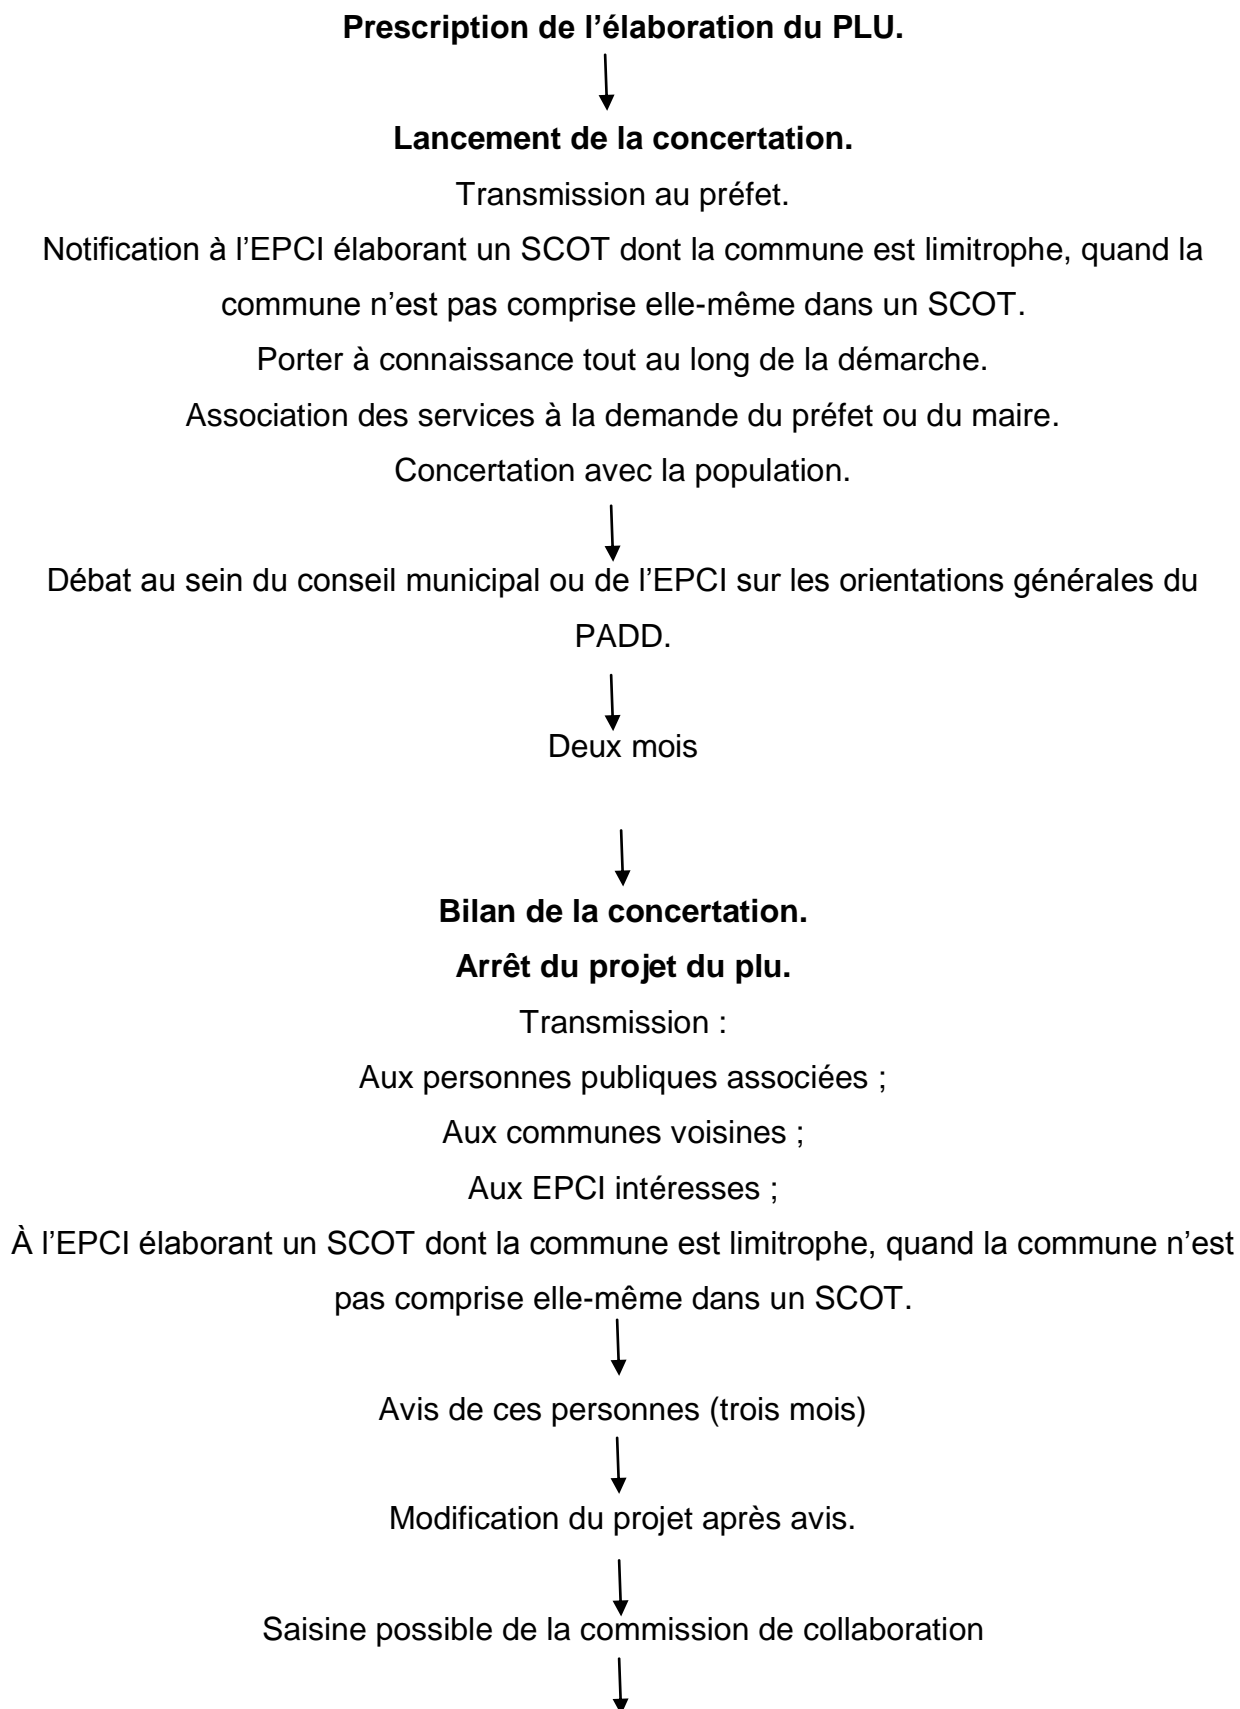 Prescription de l’élaboration du PLU.
Lancement de la concertation.
Transmission au préfet.
Notification à l’EPCI élaborant un SCOT dont la commune est limitrophe, quand la
commune n’est pas comprise elle-même dans un SCOT.
Porter à connaissance tout au long de la démarche.
Association des services à la demande du préfet ou du maire.
Concertation avec la population.
Débat au sein du conseil municipal ou de l’EPCI sur les orientations générales du
PADD.
Deux mois
Bilan de la concertation.
Arrêt du projet du plu.
Transmission :
Aux personnes publiques associées ;
Aux communes voisines ;
Aux EPCI intéresses ;
À l’EPCI élaborant un SCOT dont la commune est limitrophe, quand la commune n’est
pas comprise elle-même dans un SCOT.
Avis de ces personnes (trois mois)
Modification du projet après avis.
Saisine possible de la commission de collaboration